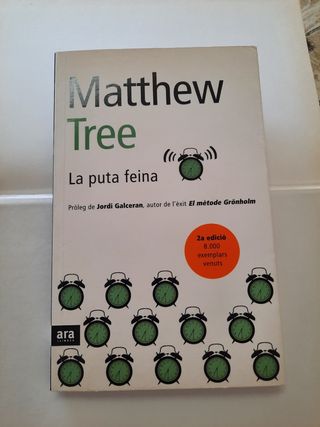 Matthew
Tree
La puta feina
Pròleg de Jordi Galceran, autor de l'èxit El mètode Grönholm
2a edició
8.000
exemplars
venuts
ara
LLIBRES